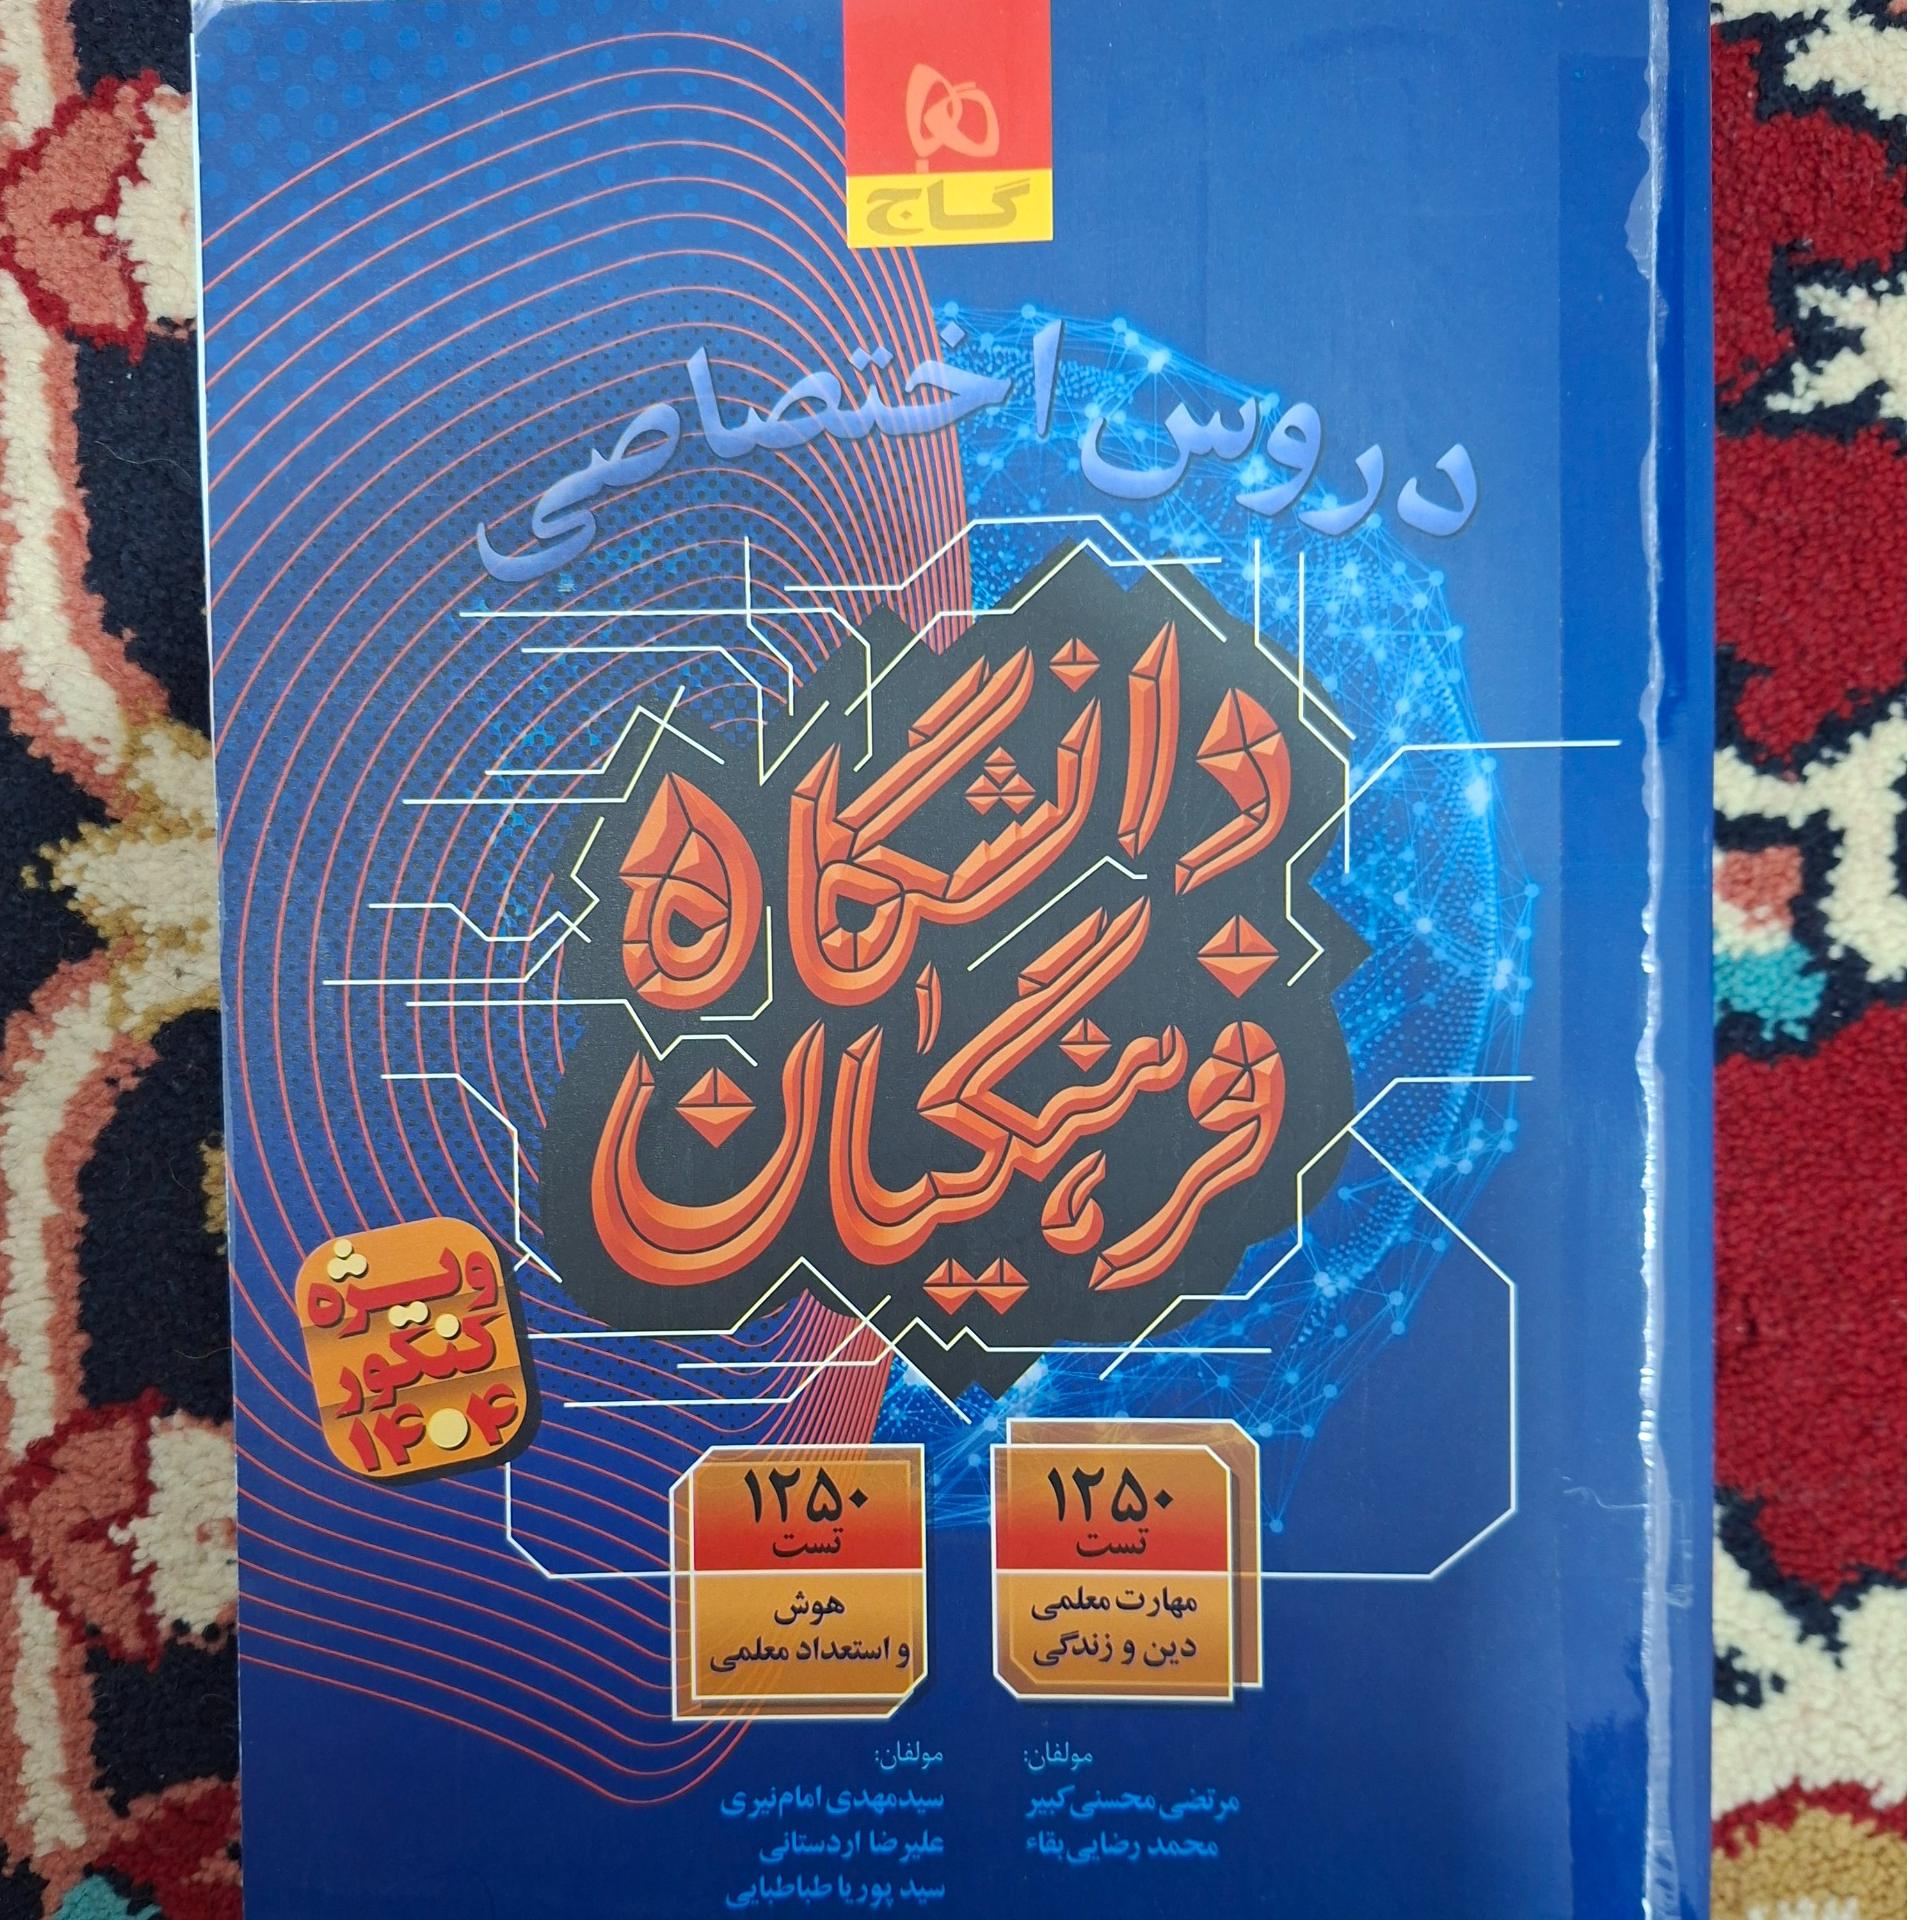 گاج
دروس اختصاصی
دانشگاه
فرهنگیان
ویژه
کنکور
۱۴۰۴
۱۲۵۰
تست
مهارت معلمی
دین و زندگی
۱۲۵۰
تست
هوش
و استعداد معلمی
مولفان:
مرتضی محسنی کبیر
محمد رضایی بقاء
مولفان:
سیدمهدی امام نیری
علیرضا اردستانی
سید پوریا طباطبایی